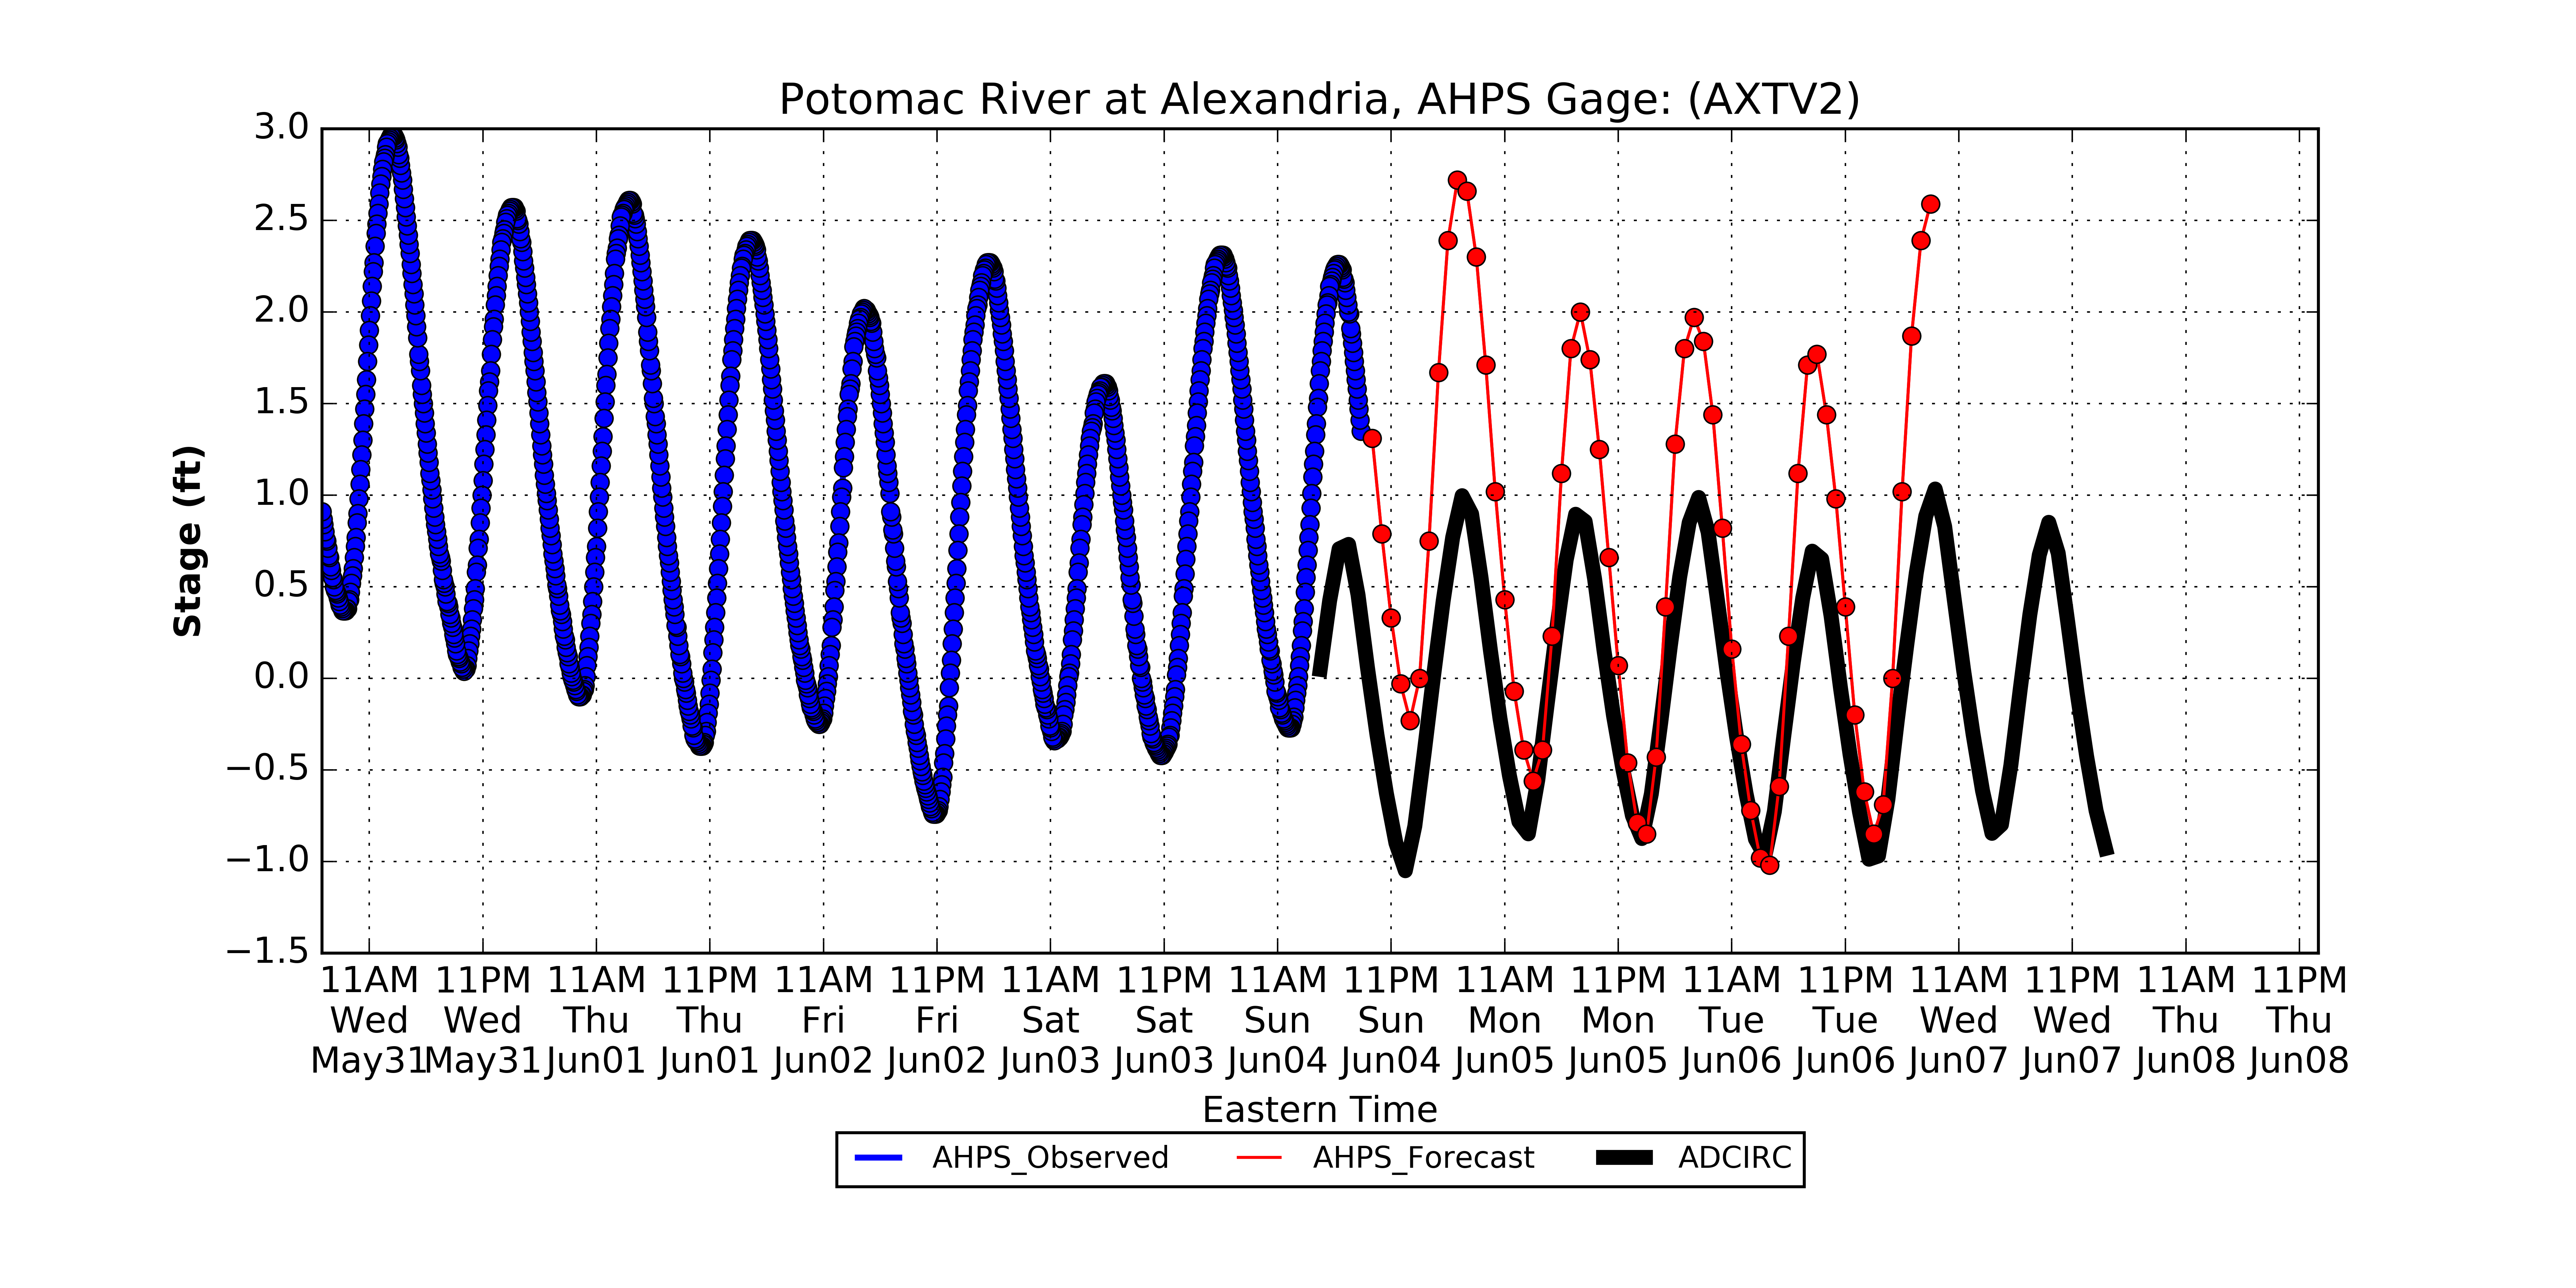 Potomac River at Alexandria, AHPS Gage: (AXTV2)
3.0
2.5
2.0
1.5
1.0
0.5
0.0
−0.5
−1.0
−1.5
Stage (ft)
11AM 11PM 11AM 11PM 11AM 11PM 11AM 11PM 11AM 11PM 11AM 11PM 11AM 11PM 11AM 11PM 11AM 11PM
Wed Wed Thu Thu Fri Fri Sat Sat Sun Sun Mon Mon Tue Tue Wed Wed Thu Thu
May31 May31 Jun01 Jun01 Jun02 Jun02 Jun03 Jun03 Jun04 Jun04 Jun05 Jun05 Jun06 Jun06 Jun07 Jun07 Jun08 Jun08
Eastern Time
AHPS_Observed AHPS_Forecast ADCIRC